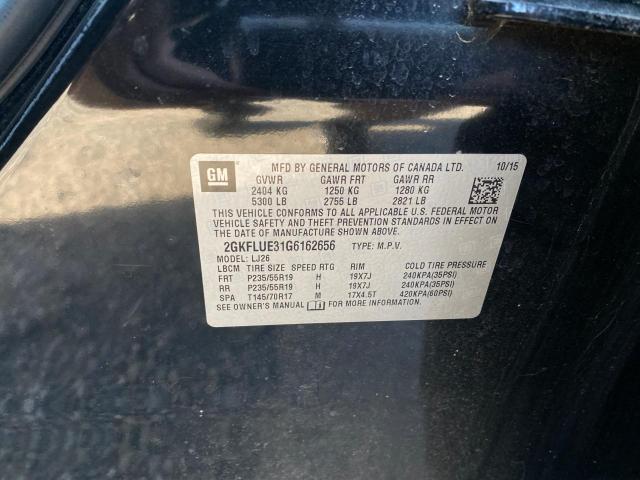 GM
MFD BY GENERAL MOTORS OF CANADA LTD. 10/15
GVWR GAWR FRT GAWR RR
2404 KG 1250 KG 1280 KG
5300 LB 2755 LB 2821 LB
THIS VEHICLE CONFORMS TO ALL APPLICABLE U.S. FEDERAL MOTOR
VEHICLE SAFETY, BUMPER, AND THEFT PREVENTION STANDARDS IN EFFECT
ON THE DATE OF MANUFACTURE SHOWN ABOVE.
2GKFLUE31G6162656 TYPE: M.P.V.
MODEL: LJ26
LBCM TIRE SIZE SPEED RTG RIM COLD TIRE PRESSURE
FRT P235/55R19 H 19X7J 240KPA(35PSI)
RR P235/55R19 H 19X7J 240KPA(35PSI)
SPA T145/70R17 M 17X4.5T 420KPA(60PSI)
SEE OWNER'S MANUAL FOR MORE INFORMATION.